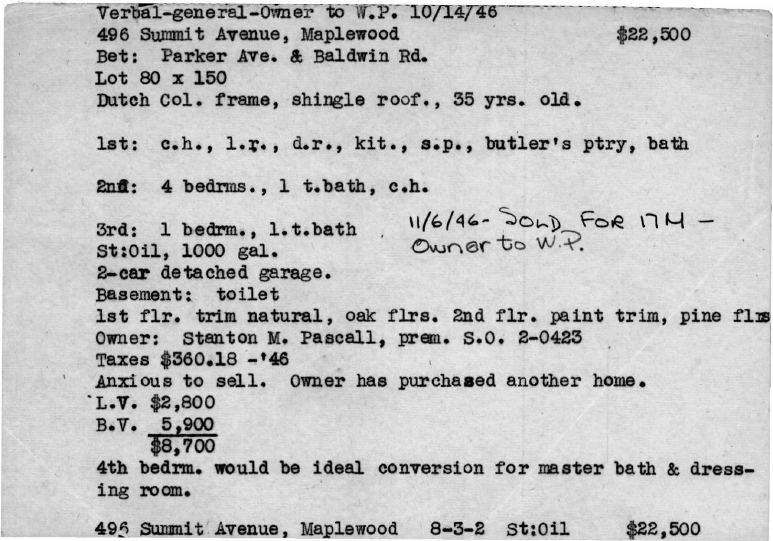 Verbal-general-Owner to W.P. 10/14/46
496 Summit Avenue, Maplewood $22,500
Bet: Parker Ave. & Baldwin Rd.
Lot 80 x 150
Dutch Col. frame, shingle roof., 35 yrs. old.
1st: c.h., l.r., d.r., kit., s.p., butler's ptry, bath
2nd: 4 bedrms., 1 t.bath, c.h.
3rd: 1 bedrm., 1.t.bath
11/6/46- SOLD FOR 17M -
Owner to W.P.
St:Oil, 1000 gal.
2-car detached garage.
Basement: toilet
1st flr. trim natural, oak flrs. 2nd flr. paint trim, pine flrs
Owner: Stanton M. Pascall, prem. S.O. 2-0423
Taxes $360.18 -'46
Anxious to sell. Owner has purchased another home.
L.V. $2,800
B.V. 5,900
$8,700
4th bedrm. would be ideal conversion for master bath & dress-
ing room.
496 Summit Avenue, Maplewood 8-3-2 St:Oil $22,500